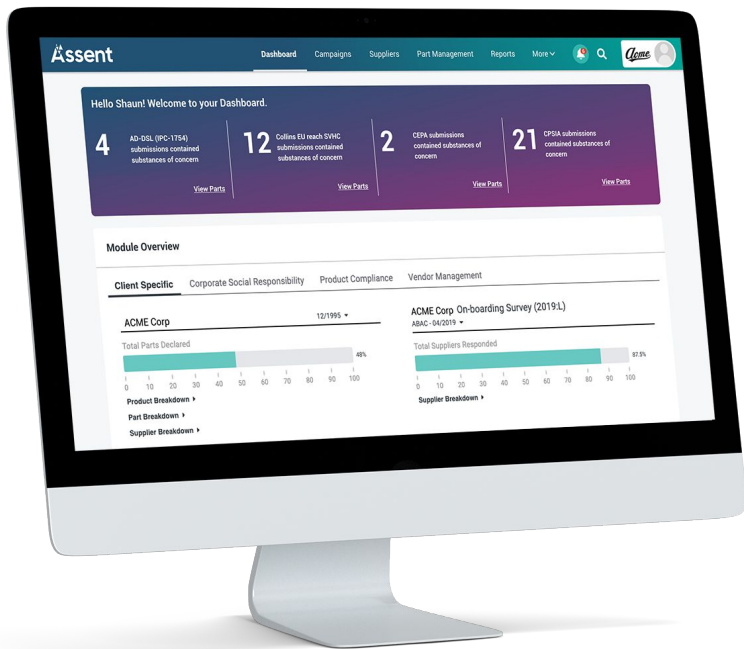 Assent
Dashboard Campaigns Suppliers Part Management Reports More
Acme
Hello Shaun! Welcome to your Dashboard.
4
AD-DSL (IPC-1754)
submissions contained
substances of concern
View Parts
12
Collins EU reach SVHC
submissions contained
substances of concern
View Parts
2
CEPA submissions
contained substances of
concern
View Parts
21
CPSIA submissions
contained substances of
concern
View Parts
Module Overview
Client Specific Corporate Social Responsibility Product Compliance Vendor Management
ACME Corp 12/1995
Total Parts Declared
48%
0 10 20 30 40 50 60 70 80 90 100
Product Breakdown
Part Breakdown
Supplier Breakdown
ACME Corp On-boarding Survey (2019:L)
ABAC - 04/2019
Total Suppliers Responded
87.5%
0 10 20 30 40 50 60 70 80 90 100
Supplier Breakdown